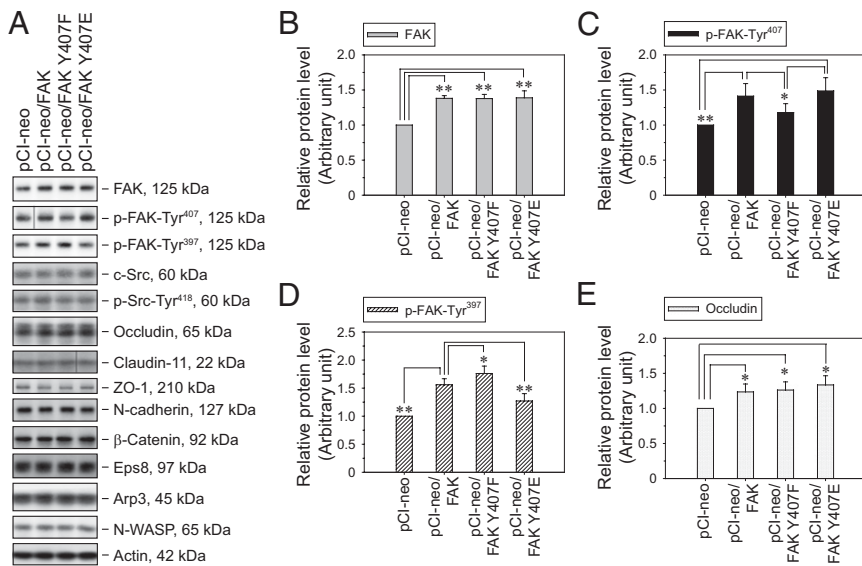 A
pCI-neo
pCI-neo/FAK
pCI-neo/FAK Y407F
pCI-neo/FAK Y407E
FAK, 125 kDa
p-FAK-Tyr⁴⁰⁷, 125 kDa
p-FAK-Tyr³⁹⁷, 125 kDa
c-Src, 60 kDa
p-Src-Tyr⁴¹⁸, 60 kDa
Occludin, 65 kDa
Claudin-11, 22 kDa
ZO-1, 210 kDa
N-cadherin, 127 kDa
β-Catenin, 92 kDa
Eps8, 97 kDa
Arp3, 45 kDa
N-WASP, 65 kDa
Actin, 42 kDa
B
FAK
Relative protein level
(Arbitrary unit)
2.0
1.5
1.0
0.5
0
** ** **
pCI-neo
pCI-neo/
FAK
pCI-neo/
FAK Y407F
pCI-neo/
FAK Y407E
C
p-FAK-Tyr⁴⁰⁷
Relative protein level
(Arbitrary unit)
2.0
1.5
1.0
0.5
0
** *
pCI-neo
pCI-neo/
FAK
pCI-neo/
FAK Y407F
pCI-neo/
FAK Y407E
D
p-FAK-Tyr³⁹⁷
Relative protein level
(Arbitrary unit)
2.5
2.0
1.5
1.0
0.5
0
** * **
pCI-neo
pCI-neo/
FAK
pCI-neo/
FAK Y407F
pCI-neo/
FAK Y407E
E
Occludin
Relative protein level
(Arbitrary unit)
2.0
1.5
1.0
0.5
0
* * *
pCI-neo
pCI-neo/
FAK
pCI-neo/
FAK Y407F
pCI-neo/
FAK Y407E